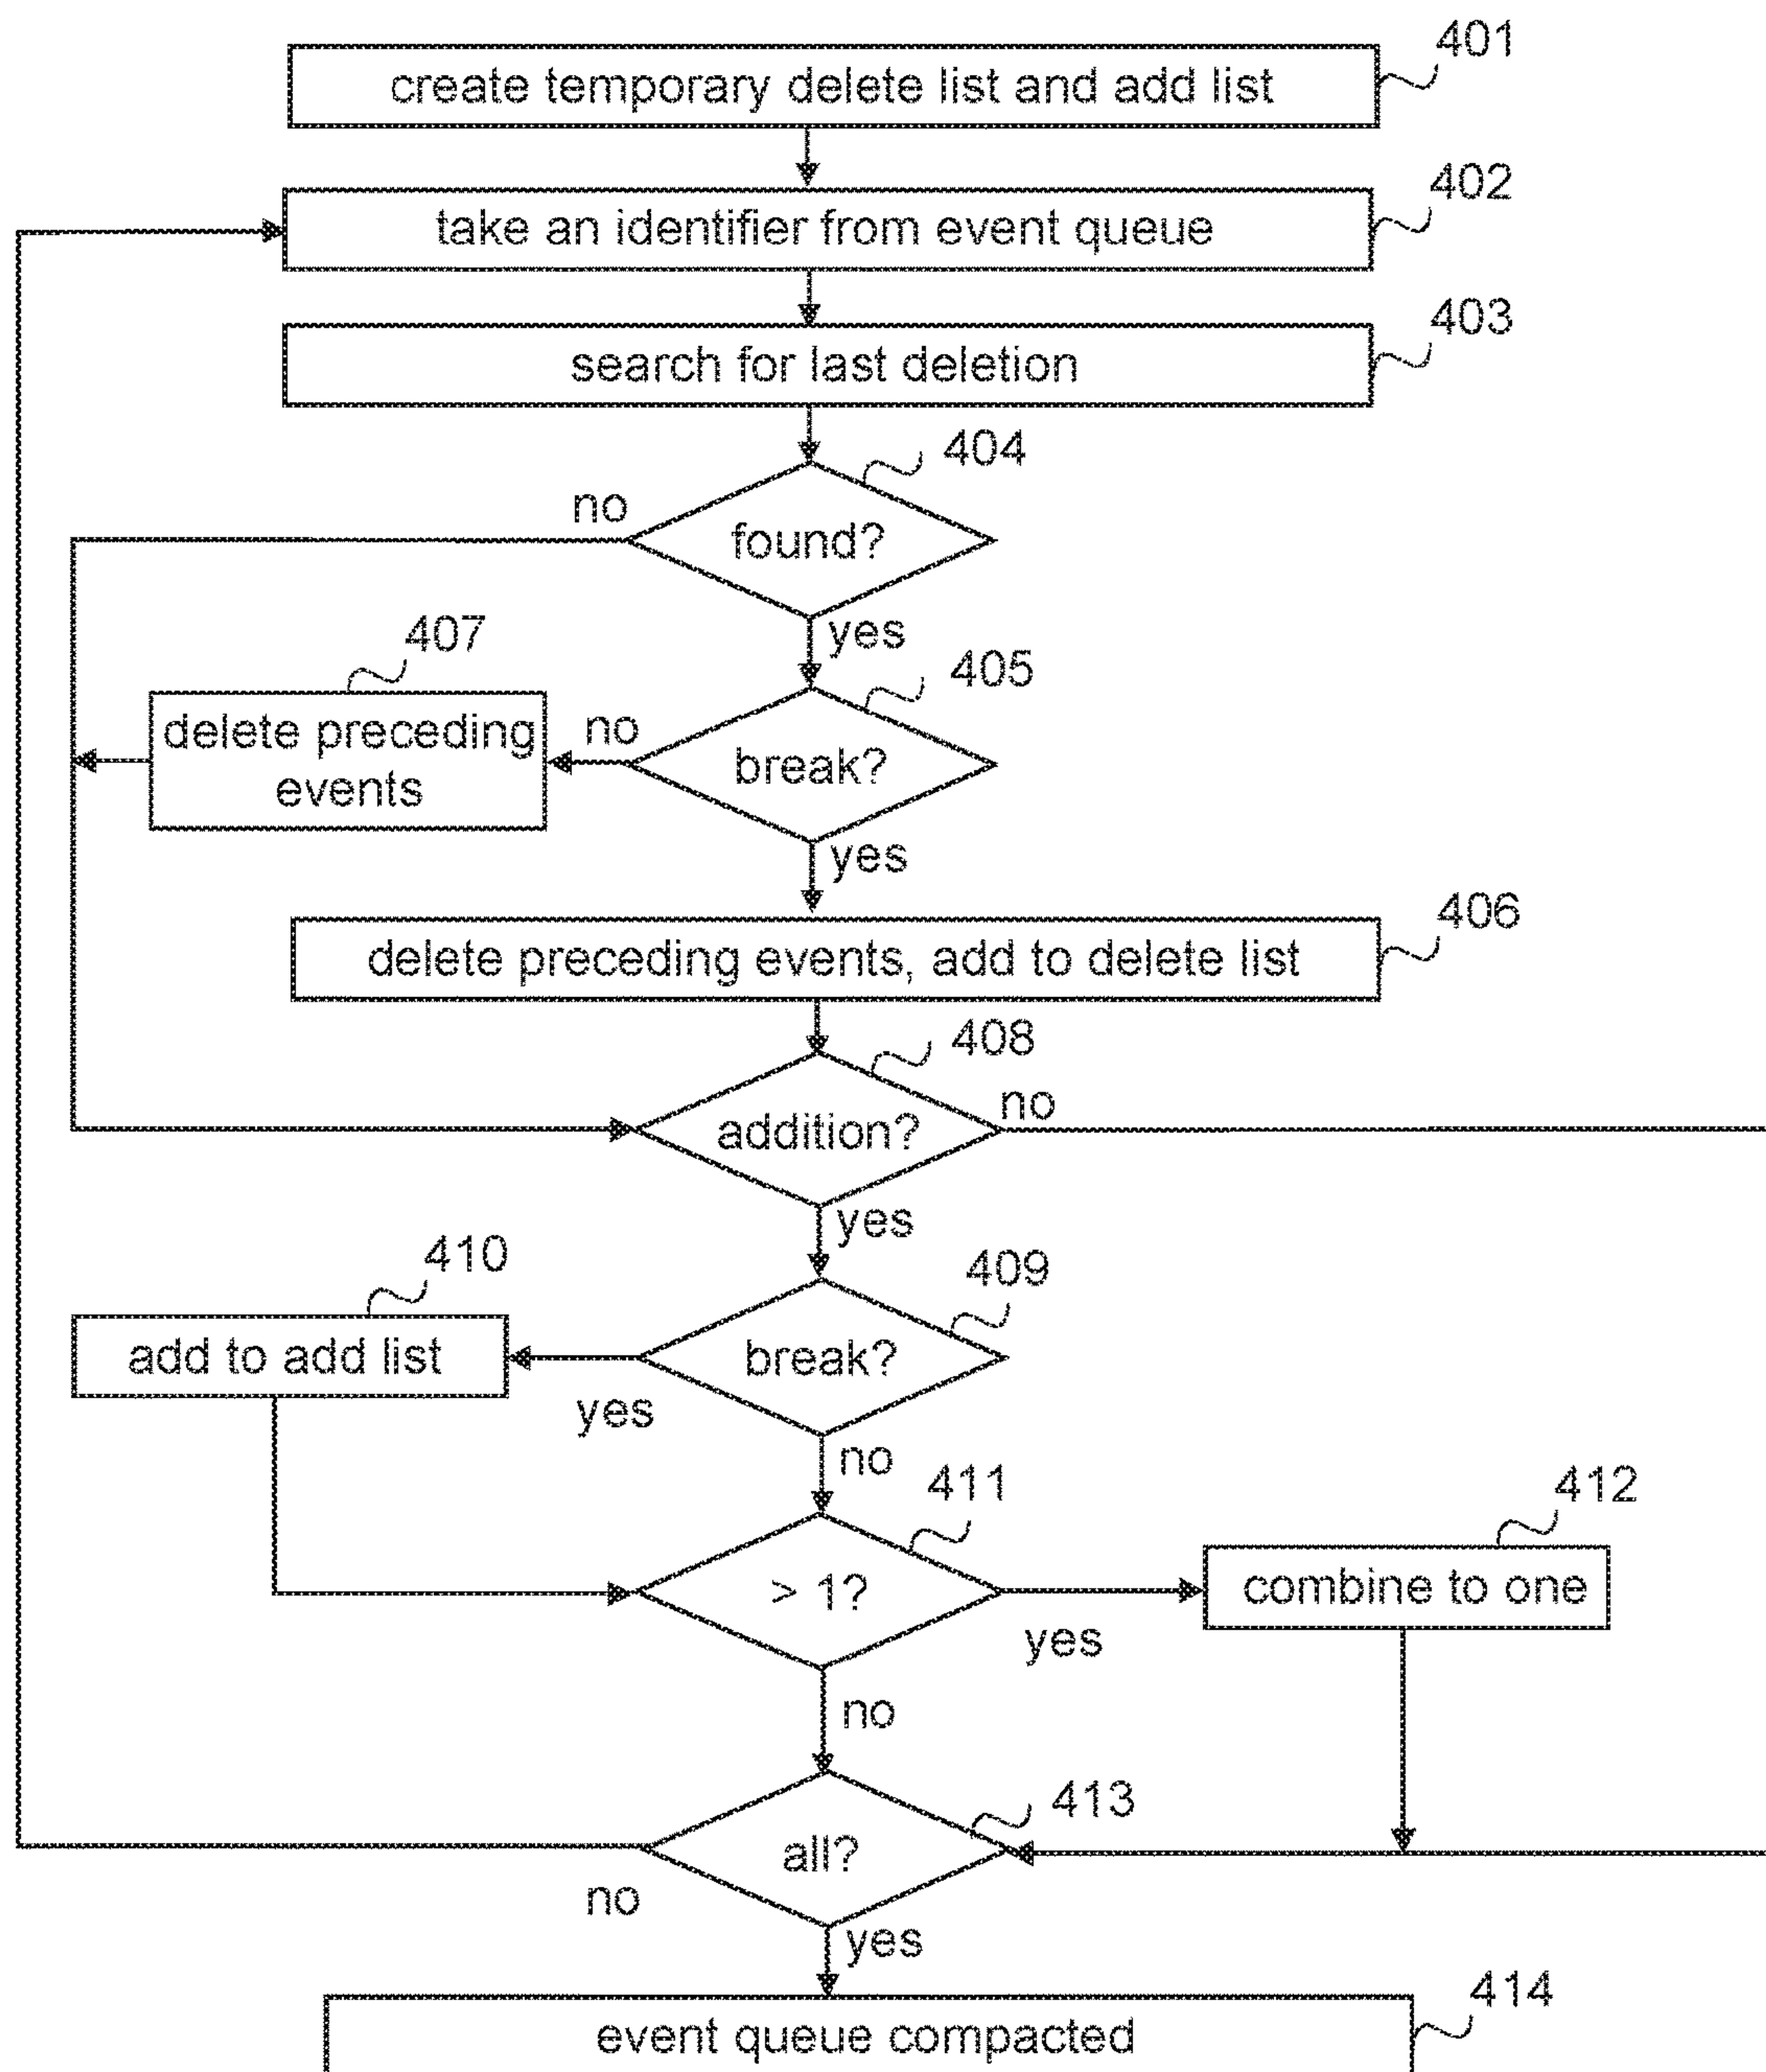 401
create temporary delete list and add list
402
take an identifier from event queue
403
search for last deletion
404
no
found?
yes
407
405
delete preceding
events
no
break?
yes
406
delete preceding events, add to delete list
408
no
addition?
yes
410
409
add to add list
break?
yes
no
411
412
> 1?
combine to one
yes
no
413
all?
no
yes
414
event queue compacted